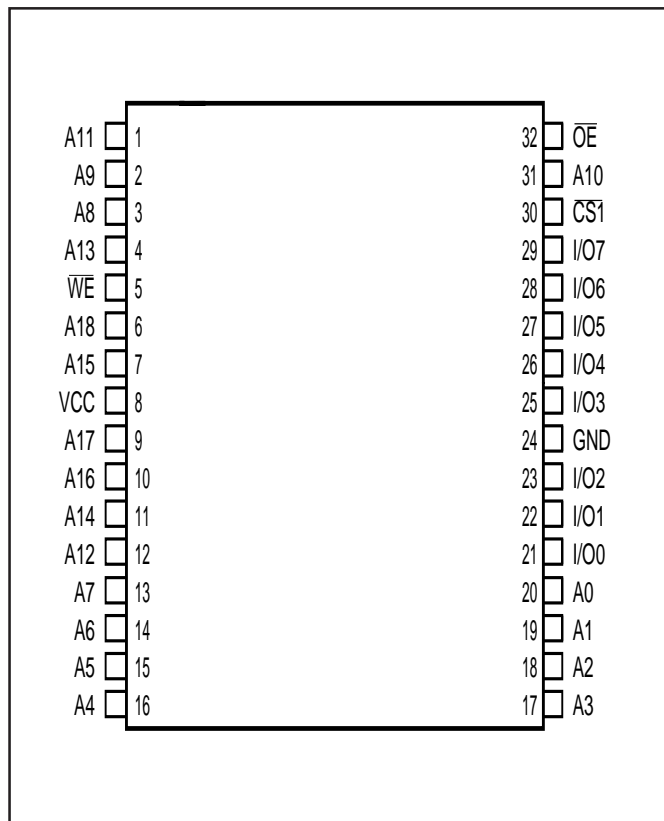 A11 1 32 O̅E̅
A9 2 31 A10
A8 3 30 C̅S̅1̅
A13 4 29 I/O7
W̅E̅ 5 28 I/O6
A18 6 27 I/O5
A15 7 26 I/O4
VCC 8 25 I/O3
A17 9 24 GND
A16 10 23 I/O2
A14 11 22 I/O1
A12 12 21 I/O0
A7 13 20 A0
A6 14 19 A1
A5 15 18 A2
A4 16 17 A3